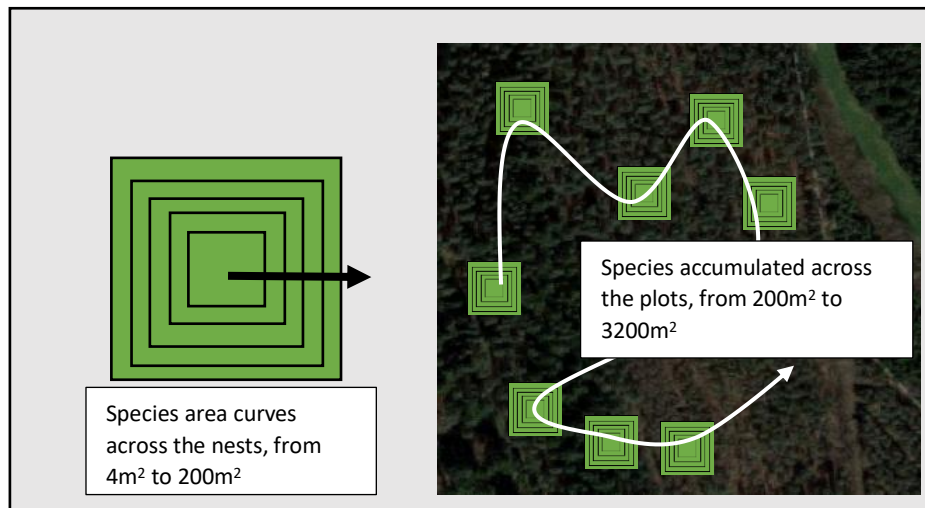 Species area curves
across the nests, from
4m² to 200m²
Species accumulated across
the plots, from 200m² to
3200m²